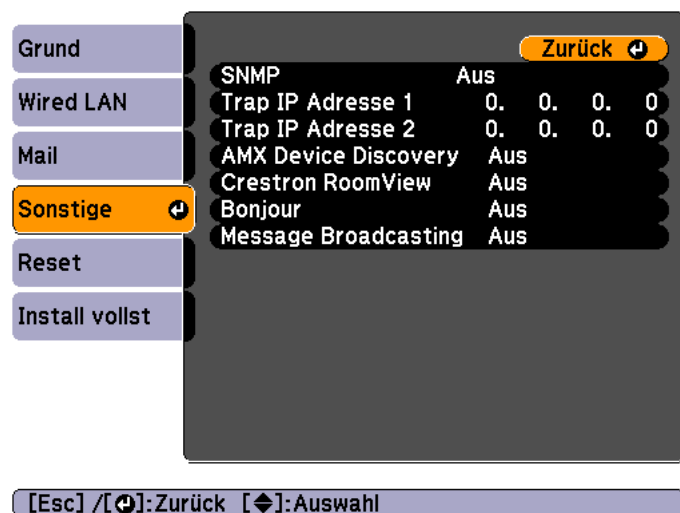 Grund
Wired LAN
Mail
Sonstige
Reset
Install vollst
Zurück
SNMP Aus
Trap IP Adresse 1 0. 0. 0. 0
Trap IP Adresse 2 0. 0. 0. 0
AMX Device Discovery Aus
Crestron RoomView Aus
Bonjour Aus
Message Broadcasting Aus
[Esc] /[⏎]:Zurück [◆]:Auswahl